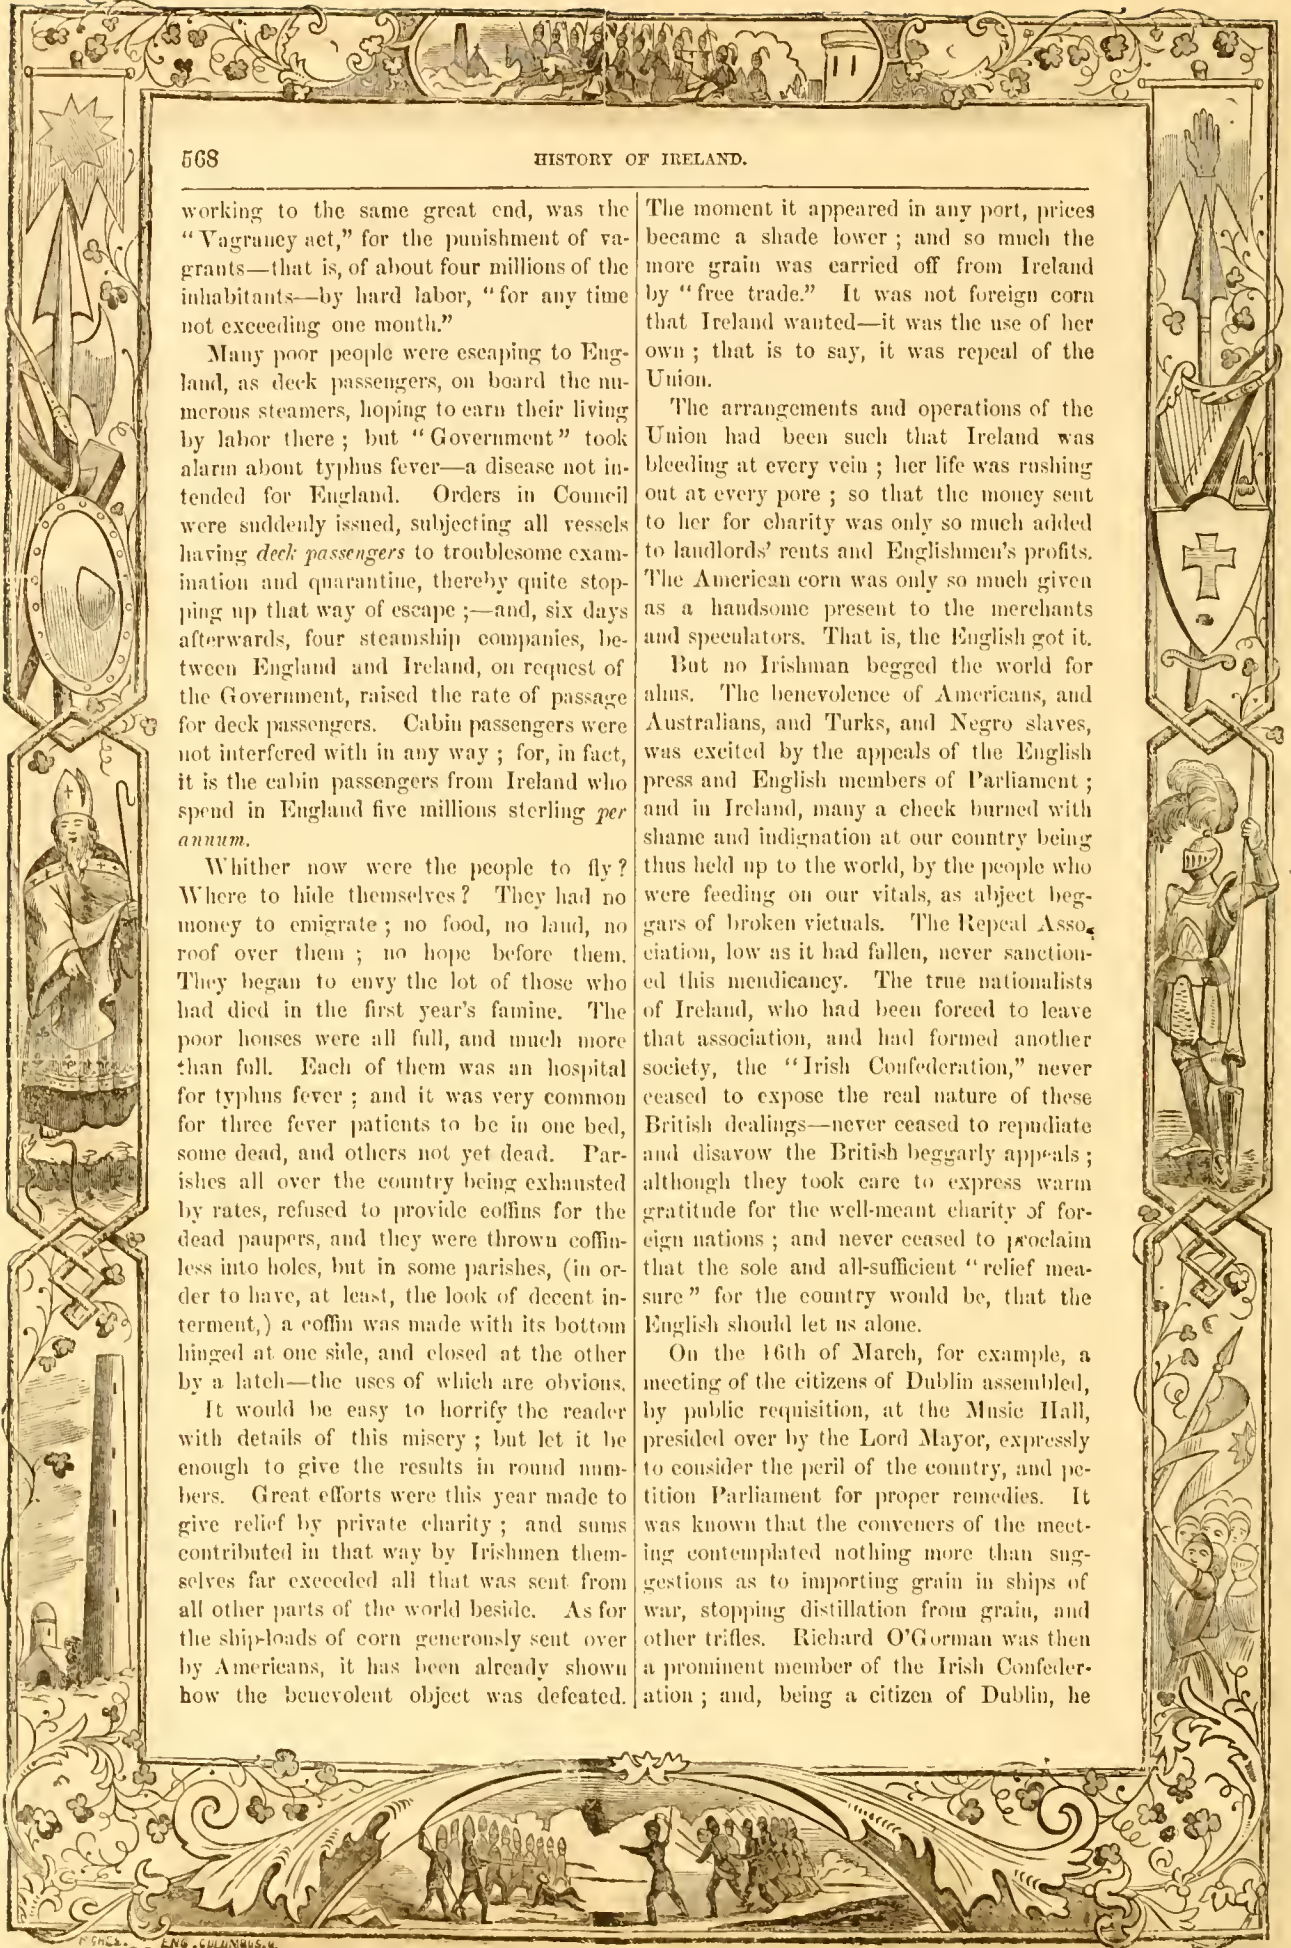 568
HISTORY OF IRELAND.
working to the same great end, was the
“Vagrancy act,” for the punishment of va-
grants—that is, of about four millions of the
inhabitants—by hard labor, “for any time
not exceeding one month.”
Many poor people were escaping to Eng-
land, as deck passengers, on board the nu-
merous steamers, hoping to earn their living
by labor there ; but “Government” took
alarm about typhus fever—a disease not in-
tended for England. Orders in Council
were suddenly issued, subjecting all vessels
having deck passengers to troublesome exam-
ination and quarantine, thereby quite stop-
ping up that way of escape ;—and, six days
afterwards, four steamship companies, be-
tween England and Ireland, on request of
the Government, raised the rate of passage
for deck passengers. Cabin passengers were
not interfered with in any way ; for, in fact,
it is the cabin passengers from Ireland who
spend in England five millions sterling per
annum.
Whither now were the people to fly ?
Where to hide themselves ? They had no
money to emigrate ; no food, no land, no
roof over them ; no hope before them.
They began to envy the lot of those who
had died in the first year’s famine. The
poor houses were all full, and much more
than full. Each of them was an hospital
for typhus fever ; and it was very common
for three fever patients to be in one bed,
some dead, and others not yet dead. Par-
ishes all over the country being exhausted
by rates, refused to provide coffins for the
dead paupers, and they were thrown coffin-
less into holes, but in some parishes, (in or-
der to have, at least, the look of decent in-
terment,) a coffin was made with its bottom
hinged at one side, and closed at the other
by a latch—the uses of which are obvious.
It would be easy to horrify the reader
with details of this misery ; but let it be
enough to give the results in round num-
bers. Great efforts were this year made to
give relief by private charity ; and sums
contributed in that way by Irishmen them-
selves far exceeded all that was sent from
all other parts of the world beside. As for
the ship-loads of corn generously sent over
by Americans, it has been already shown
how the benevolent object was defeated.
The moment it appeared in any port, prices
became a shade lower ; and so much the
more grain was carried off from Ireland
by “free trade.” It was not foreign corn
that Ireland wanted—it was the use of her
own ; that is to say, it was repeal of the
Union.
The arrangements and operations of the
Union had been such that Ireland was
bleeding at every vein ; her life was rushing
out at every pore ; so that the money sent
to her for charity was only so much added
to landlords’ rents and Englishmen’s profits.
The American corn was only so much given
as a handsome present to the merchants
and speculators. That is, the English got it.
But no Irishman begged the world for
alms. The benevolence of Americans, and
Australians, and Turks, and Negro slaves,
was excited by the appeals of the English
press and English members of Parliament ;
and in Ireland, many a cheek burned with
shame and indignation at our country being
thus held up to the world, by the people who
were feeding on our vitals, as abject beg-
gars of broken victuals. The Repeal Asso-
ciation, low as it had fallen, never sanction-
ed this mendicancy. The true nationalists
of Ireland, who had been forced to leave
that association, and had formed another
society, the “Irish Confederation,” never
ceased to expose the real nature of these
British dealings—never ceased to repudiate
and disavow the British beggarly appeals ;
although they took care to express warm
gratitude for the well-meant charity of for-
eign nations ; and never ceased to proclaim
that the sole and all-sufficient “relief mea-
sure” for the country would be, that the
English should let us alone.
On the 16th of March, for example, a
meeting of the citizens of Dublin assembled,
by public requisition, at the Music Hall,
presided over by the Lord Mayor, expressly
to consider the peril of the country, and pe-
tition Parliament for proper remedies. It
was known that the conveners of the meet-
ing contemplated nothing more than sug-
gestions as to importing grain in ships of
war, stopping distillation from grain, and
other trifles. Richard O’Gorman was then
a prominent member of the Irish Confeder-
ation ; and, being a citizen of Dublin, he
ENG. COLUMBUS. O.